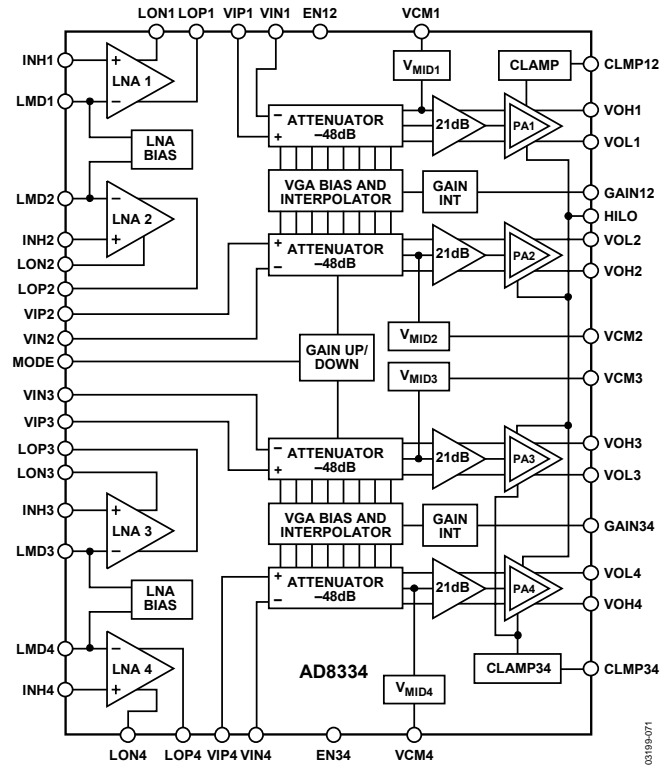 LON1 LOP1 VIP1 VIN1 EN12 VCM1
INH1
LMD1
LMD2
INH2
LON2
LOP2
VIP2
VIN2
MODE
VIN3
VIP3
LOP3
LON3
INH3
LMD3
LMD4
INH4
+
LNA 1
–
LNA
BIAS
–
LNA 2
+
+
LNA 3
–
LNA
BIAS
–
LNA 4
+
–
+
ATTENUATOR
–48dB
VGA BIAS AND
INTERPOLATOR
+
–
ATTENUATOR
–48dB
GAIN UP/
DOWN
–
+
ATTENUATOR
–48dB
VGA BIAS AND
INTERPOLATOR
+
–
ATTENUATOR
–48dB
AD8334
VMID1
CLAMP
21dB
PA1
GAIN
INT
21dB
PA2
VMID2
VMID3
21dB
PA3
GAIN
INT
21dB
PA4
CLAMP34
VMID4
CLMP12
VOH1
VOL1
GAIN12
HILO
VOL2
VOH2
VCM2
VCM3
VOH3
VOL3
GAIN34
VOL4
VOH4
CLMP34
LON4 LOP4 VIP4 VIN4 EN34 VCM4
03199-071